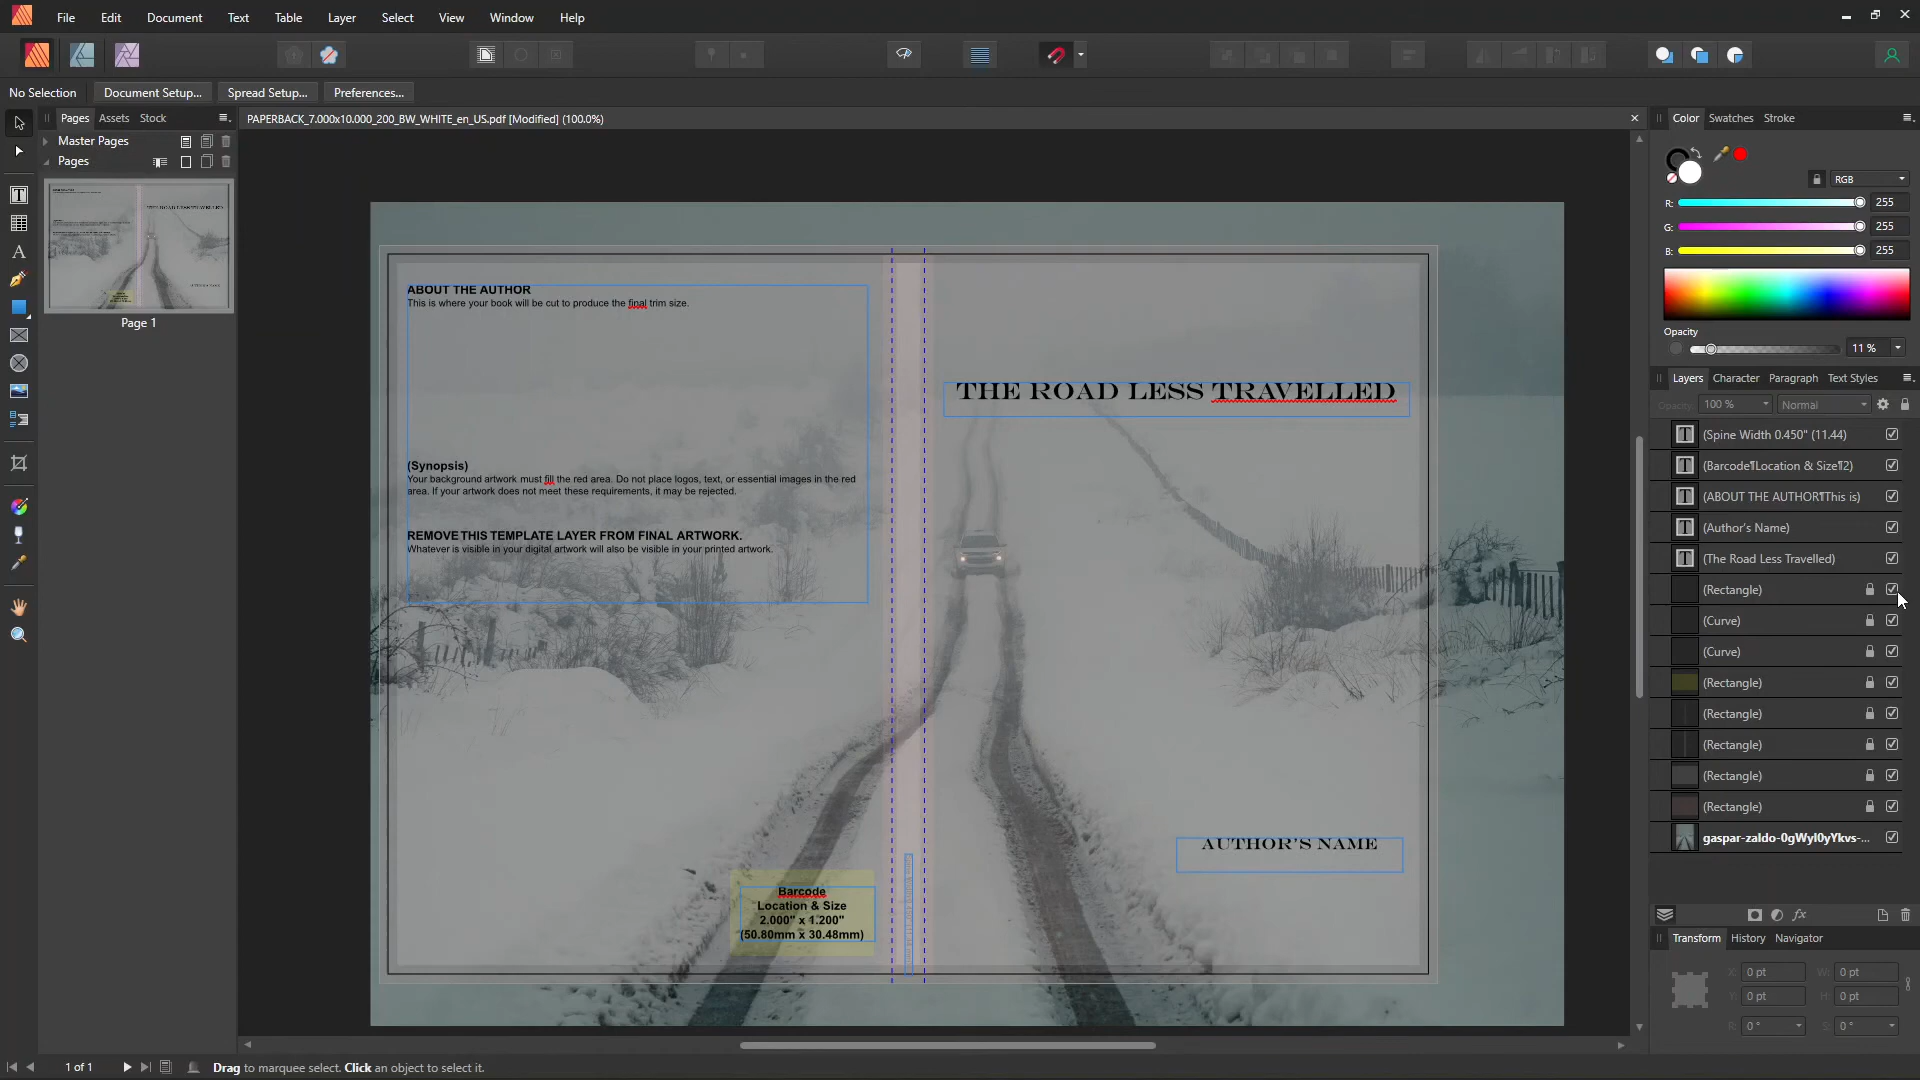 File Edit Document Text Table Layer Select View Window Help
No Selection Document Setup... Spread Setup... Preferences...
Pages Assets Stock
Master Pages
Pages
Page 1
PAPERBACK_7.000x10.000_200_BW_WHITE_en_US.pdf [Modified] (100.0%)
ABOUT THE AUTHOR
This is where your book will be cut to produce the final trim size.
THE ROAD LESS TRAVELLED
(Synopsis)
Your background artwork must fill the red area. Do not place logos, text, or essential images in the red
area. If your artwork does not meet these requirements, it may be rejected.
REMOVE THIS TEMPLATE LAYER FROM FINAL ARTWORK.
Whatever is visible in your digital artwork will also be visible in your printed artwork.
AUTHOR'S NAME
Barcode
Location & Size
2.000" x 1.200"
(50.80mm x 30.48mm)
Color Swatches Stroke
RGB
R: 255
G: 255
B: 255
Opacity
11 %
Layers Character Paragraph Text Styles
Opacity: 100 % Normal
(Spine Width 0.450" (11.44)
(Barcode¶Location & Size¶2)
(ABOUT THE AUTHOR¶This is)
(Author's Name)
(The Road Less Travelled)
(Rectangle)
(Curve)
(Curve)
(Rectangle)
(Rectangle)
(Rectangle)
(Rectangle)
(Rectangle)
gaspar-zaldo-0gWyl0yYkvs-...
Transform History Navigator
X: 0 pt W: 0 pt
Y: 0 pt H: 0 pt
R: 0 ° S: 0 °
1 of 1 Drag to marquee select. Click an object to select it.